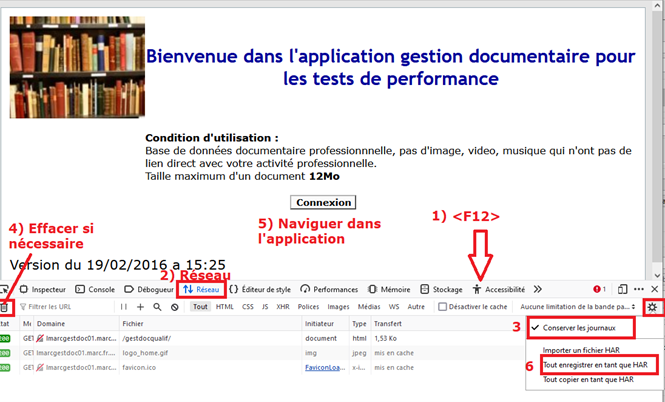 Bienvenue dans l'application gestion documentaire pour
les tests de performance
Condition d'utilisation :
Base de données documentaire professionnnelle, pas d'image, video, musique qui n'ont pas de
lien direct avec votre activité professionnelle.
Taille maximum d'un document 12Mo
Connexion
4) Effacer si
nécessaire
5) Naviguer dans
l'application
1) <F12>
Version du 19/02/2016 a 15:25
2) Réseau
Inspecteur Console Débogueur Réseau Éditeur de style Performances Mémoire Stockage Accessibilité 1
Filtrer les URL Tout HTML CSS JS XHR Polices Images Médias WS Autre Désactiver le cache Aucune limitation de la bande pa...
tat Domaine Fichier Initiateur Type Transfert
200 GET lmarcgestdoc01.marc.... /gestdocqualif/ document html 1,53 Ko
200 GET lmarcgestdoc01.marc.fr... logo_home.gif img jpeg mis en cache
200 GET lmarcgestdoc01.marc.... favicon.ico FaviconLoa... x-i... mis en cache
3 Conserver les journaux
Importer un fichier HAR
6 Tout enregistrer en tant que HAR
Tout copier en tant que HAR